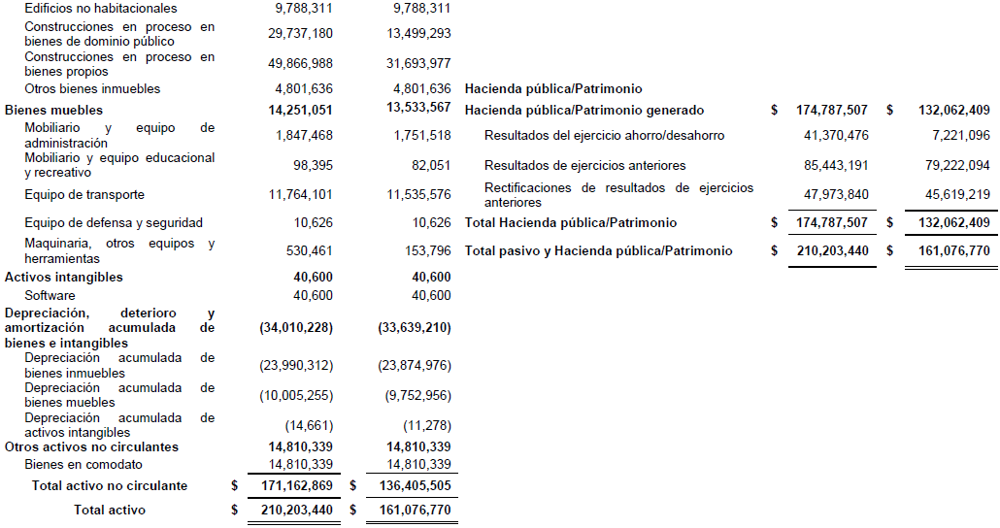 Edificios no habitacionales 9,788,311 9,788,311
Construcciones en proceso en
bienes de dominio público 29,737,180 13,499,293
Construcciones en proceso en
bienes propios 49,866,988 31,693,977
Otros bienes inmuebles 4,801,636 4,801,636 Hacienda pública/Patrimonio
Bienes muebles 14,251,051 13,533,567 Hacienda pública/Patrimonio generado $ 174,787,507 $ 132,062,409
Mobiliario y equipo de
administración 1,847,468 1,751,518 Resultados del ejercicio ahorro/desahorro 41,370,476 7,221,096
Mobiliario y equipo educacional
y recreativo 98,395 82,051 Resultados de ejercicios anteriores 85,443,191 79,222,094
Equipo de transporte 11,764,101 11,535,576 Rectificaciones de resultados de ejercicios
anteriores 47,973,840 45,619,219
Equipo de defensa y seguridad 10,626 10,626 Total Hacienda pública/Patrimonio $ 174,787,507 $ 132,062,409
Maquinaria, otros equipos y
herramientas 530,461 153,796 Total pasivo y Hacienda pública/Patrimonio $ 210,203,440 $ 161,076,770
Activos intangibles 40,600 40,600
Software 40,600 40,600
Depreciación, deterioro y
amortización acumulada de (34,010,228) (33,639,210)
bienes e intangibles
Depreciación acumulada de
bienes inmuebles (23,990,312) (23,874,976)
Depreciación acumulada de
bienes muebles (10,005,255) (9,752,956)
Depreciación acumulada de
activos intangibles (14,661) (11,278)
Otros activos no circulantes 14,810,339 14,810,339
Bienes en comodato 14,810,339 14,810,339
Total activo no circulante $ 171,162,869 $ 136,405,505
Total activo $ 210,203,440 $ 161,076,770